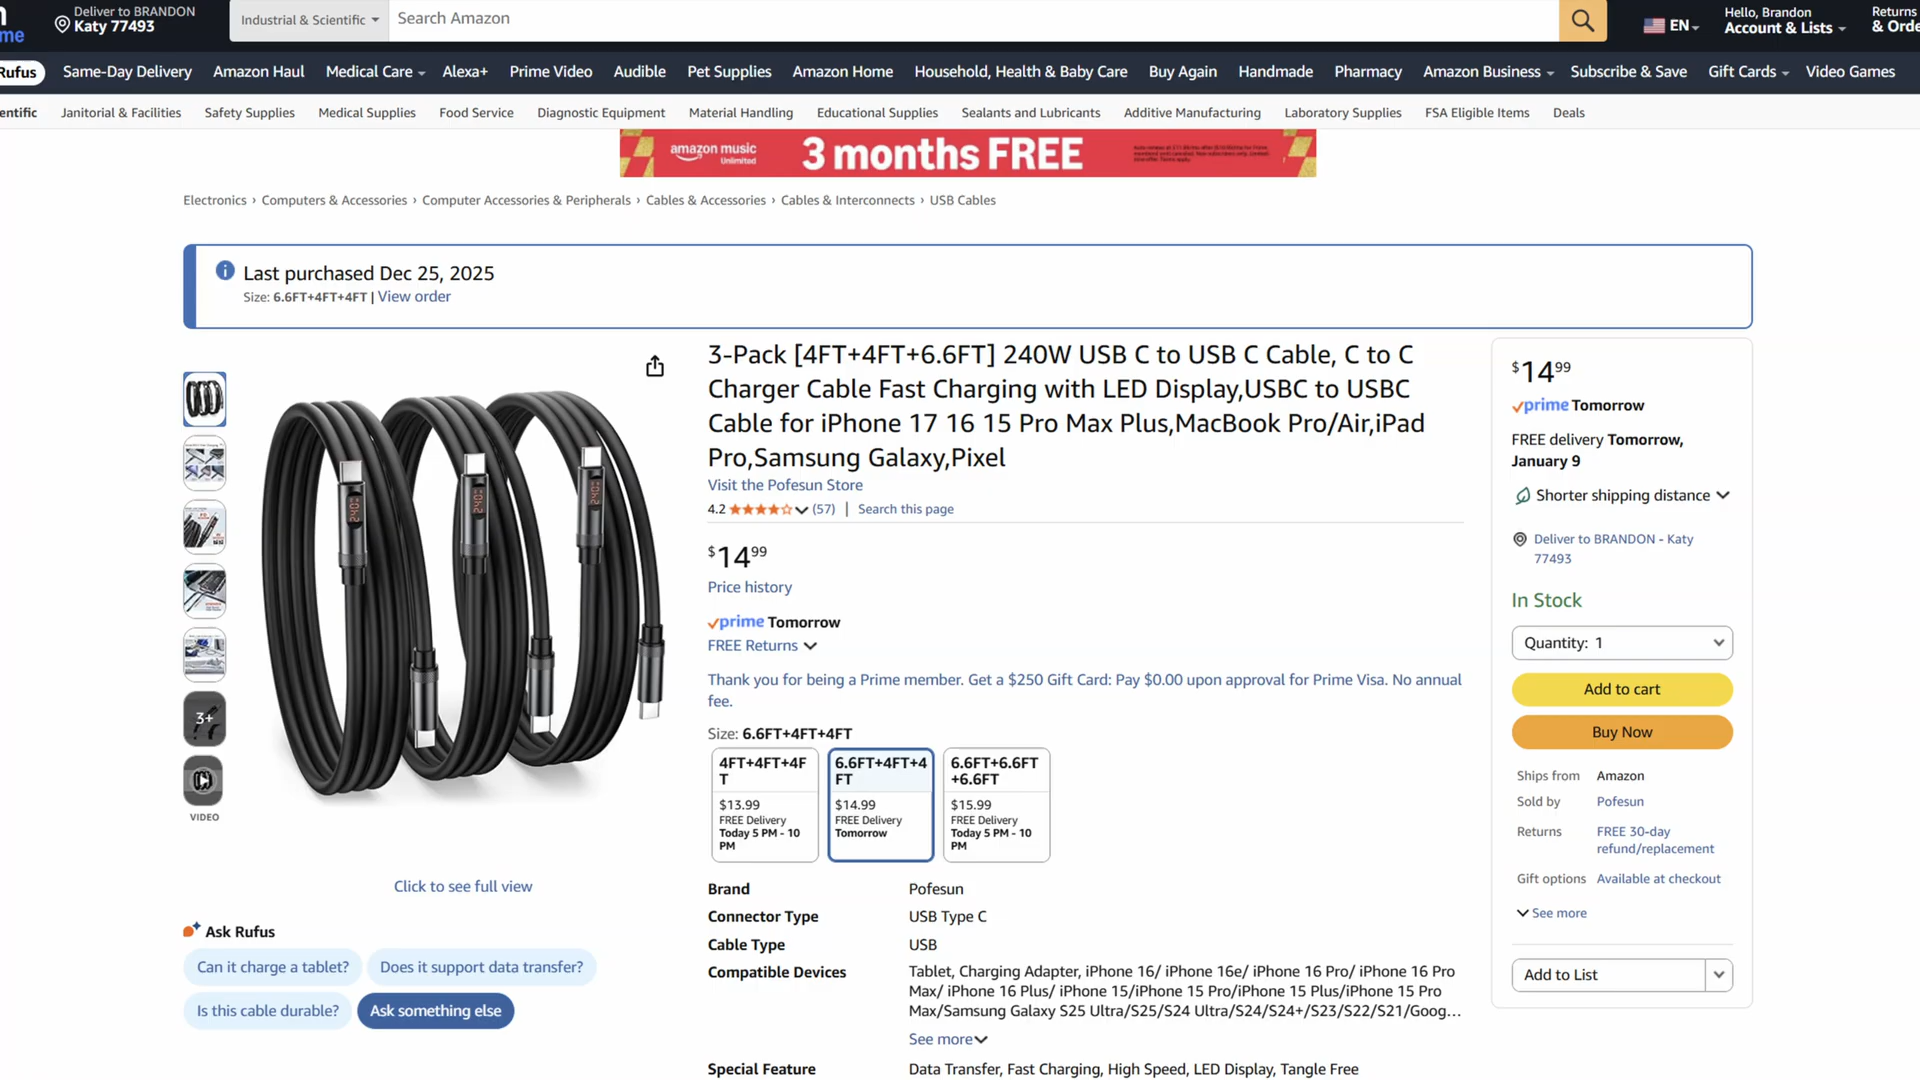 Deliver to BRANDON
Katy 77493
Industrial & Scientific
Search Amazon
EN
Hello, Brandon
Account & Lists
Returns
& Orde
me
Rufus
Same-Day Delivery
Amazon Haul
Medical Care
Alexa+
Prime Video
Audible
Pet Supplies
Amazon Home
Household, Health & Baby Care
Buy Again
Handmade
Pharmacy
Amazon Business
Subscribe & Save
Gift Cards
Video Games
entific
Janitorial & Facilities
Safety Supplies
Medical Supplies
Food Service
Diagnostic Equipment
Material Handling
Educational Supplies
Sealants and Lubricants
Additive Manufacturing
Laboratory Supplies
FSA Eligible Items
Deals
amazon music
Unlimited
3 months FREE
Electronics › Computers & Accessories › Computer Accessories & Peripherals › Cables & Accessories › Cables & Interconnects › USB Cables
Last purchased Dec 25, 2025
Size: 6.6FT+4FT+4FT | View order
3-Pack [4FT+4FT+6.6FT] 240W USB C to USB C Cable, C to C
Charger Cable Fast Charging with LED Display,USBC to USBC
Cable for iPhone 17 16 15 Pro Max Plus,MacBook Pro/Air,iPad
Pro,Samsung Galaxy,Pixel
Visit the Pofesun Store
4.2 (57) | Search this page
$14.99
Price history
prime Tomorrow
FREE Returns
Thank you for being a Prime member. Get a $250 Gift Card: Pay $0.00 upon approval for Prime Visa. No annual
fee.
Size: 6.6FT+4FT+4FT
4FT+4FT+4F
T
$13.99
FREE Delivery
Today 5 PM - 10
PM
6.6FT+4FT+4
FT
$14.99
FREE Delivery
Tomorrow
6.6FT+6.6FT
+6.6FT
$15.99
FREE Delivery
Today 5 PM - 10
PM
Brand Pofesun
Connector Type USB Type C
Cable Type USB
Compatible Devices Tablet, Charging Adapter, iPhone 16/ iPhone 16e/ iPhone 16 Pro/ iPhone 16 Pro
Max/ iPhone 16 Plus/ iPhone 15/iPhone 15 Pro/iPhone 15 Plus/iPhone 15 Pro
Max/Samsung Galaxy S25 Ultra/S25/S24 Ultra/S24/S24+/S23/S22/S21/Goog...
See more
Special Feature Data Transfer, Fast Charging, High Speed, LED Display, Tangle Free
240
240
240
3+
VIDEO
Click to see full view
Ask Rufus
Can it charge a tablet?
Does it support data transfer?
Is this cable durable?
Ask something else
$14.99
prime Tomorrow
FREE delivery Tomorrow,
January 9
Shorter shipping distance
Deliver to BRANDON - Katy
77493
In Stock
Quantity: 1
Add to cart
Buy Now
Ships from Amazon
Sold by Pofesun
Returns FREE 30-day
refund/replacement
Gift options Available at checkout
See more
Add to List